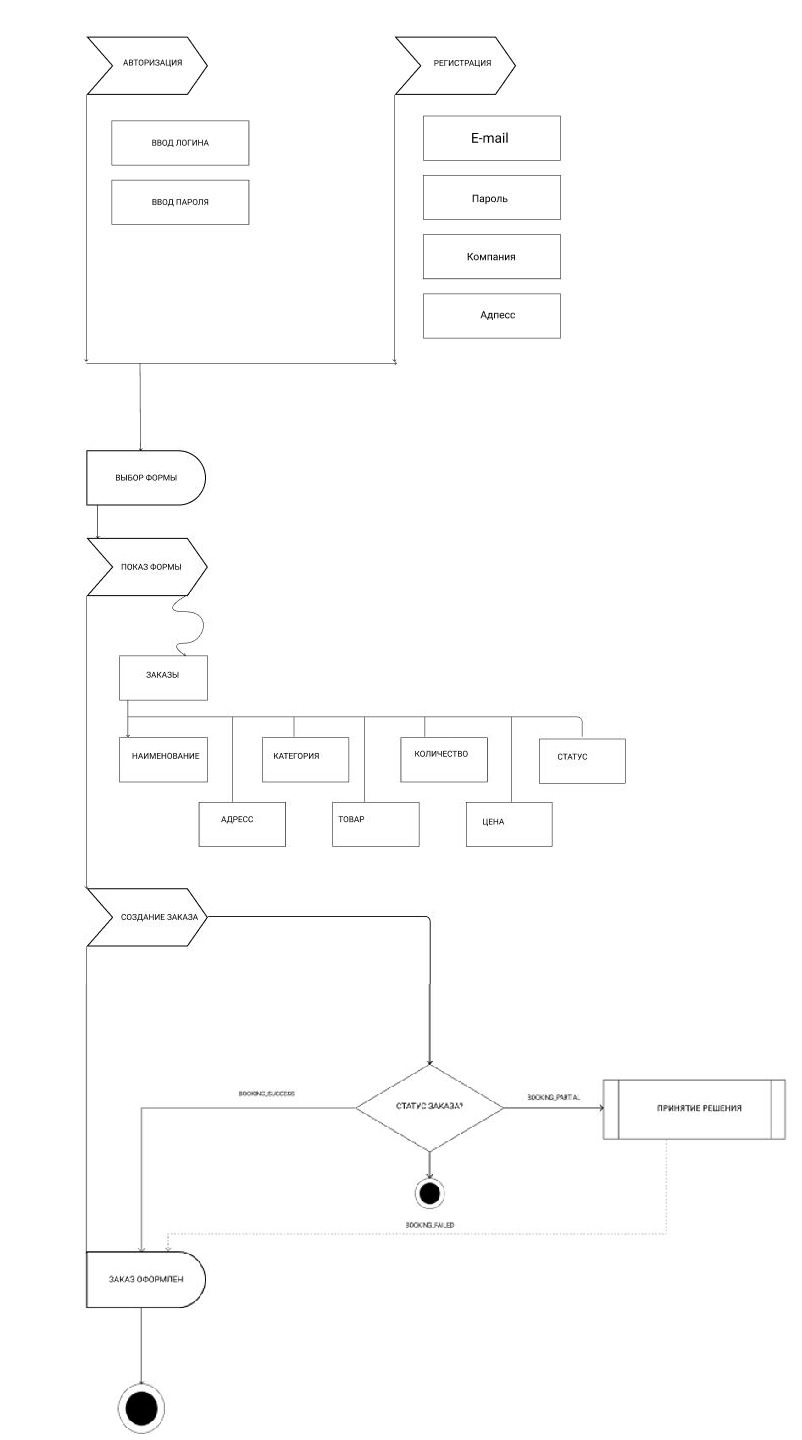 АВТОРИЗАЦИЯ
РЕГИСТРАЦИЯ
ВВОД ЛОГИНА
ВВОД ПАРОЛЯ
E-mail
Пароль
Компания
Адпесс
ВЫБОР ФОРМЫ
ПОКАЗ ФОРМЫ
ЗАКАЗЫ
НАИМЕНОВАНИЕ
КАТЕГОРИЯ
КОЛИЧЕСТВО
СТАТУС
АДРЕСС
ТОВАР
ЦЕНА
СОЗДАНИЕ ЗАКАЗА
BOOKING_SUCCESS
СТАТУС ЗАКАЗА?
BOOKING_PARTIAL
ПРИНЯТИЕ РЕШЕНИЯ
BOOKING_FAILED
ЗАКАЗ ОФОРМЛЕН